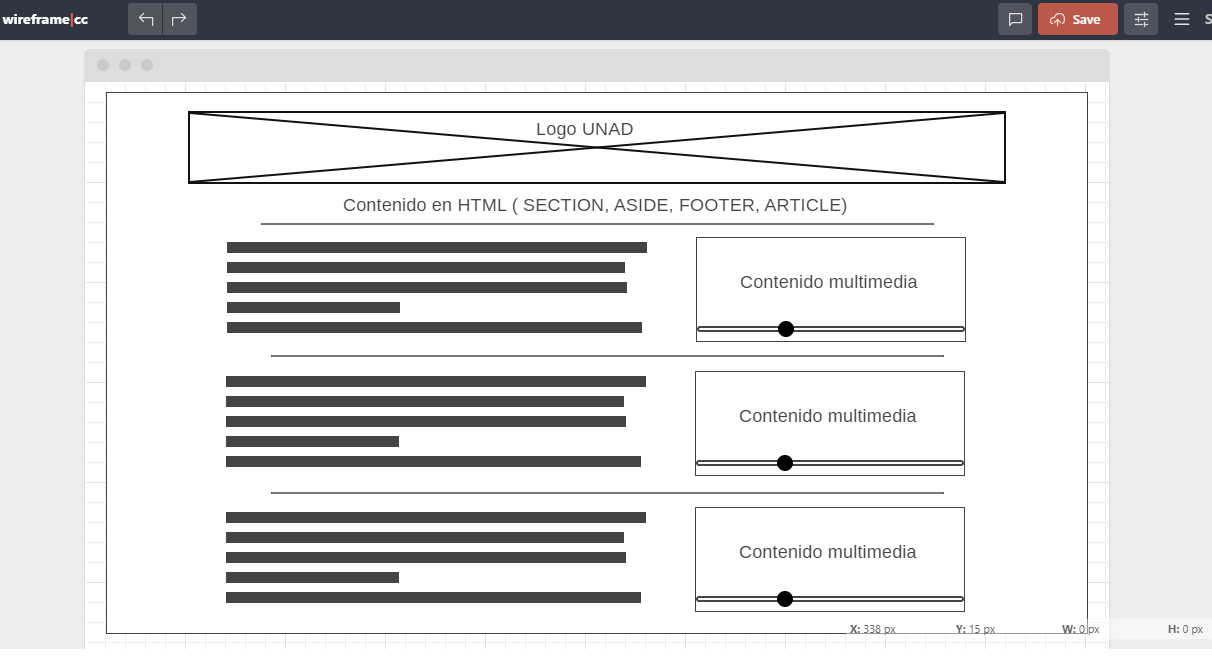 wireframe|cc
Save
S
Logo UNAD
Contenido en HTML ( SECTION, ASIDE, FOOTER, ARTICLE)
Contenido multimedia
Contenido multimedia
Contenido multimedia
X: 338 px Y: 15 px W: 0 px H: 0 px